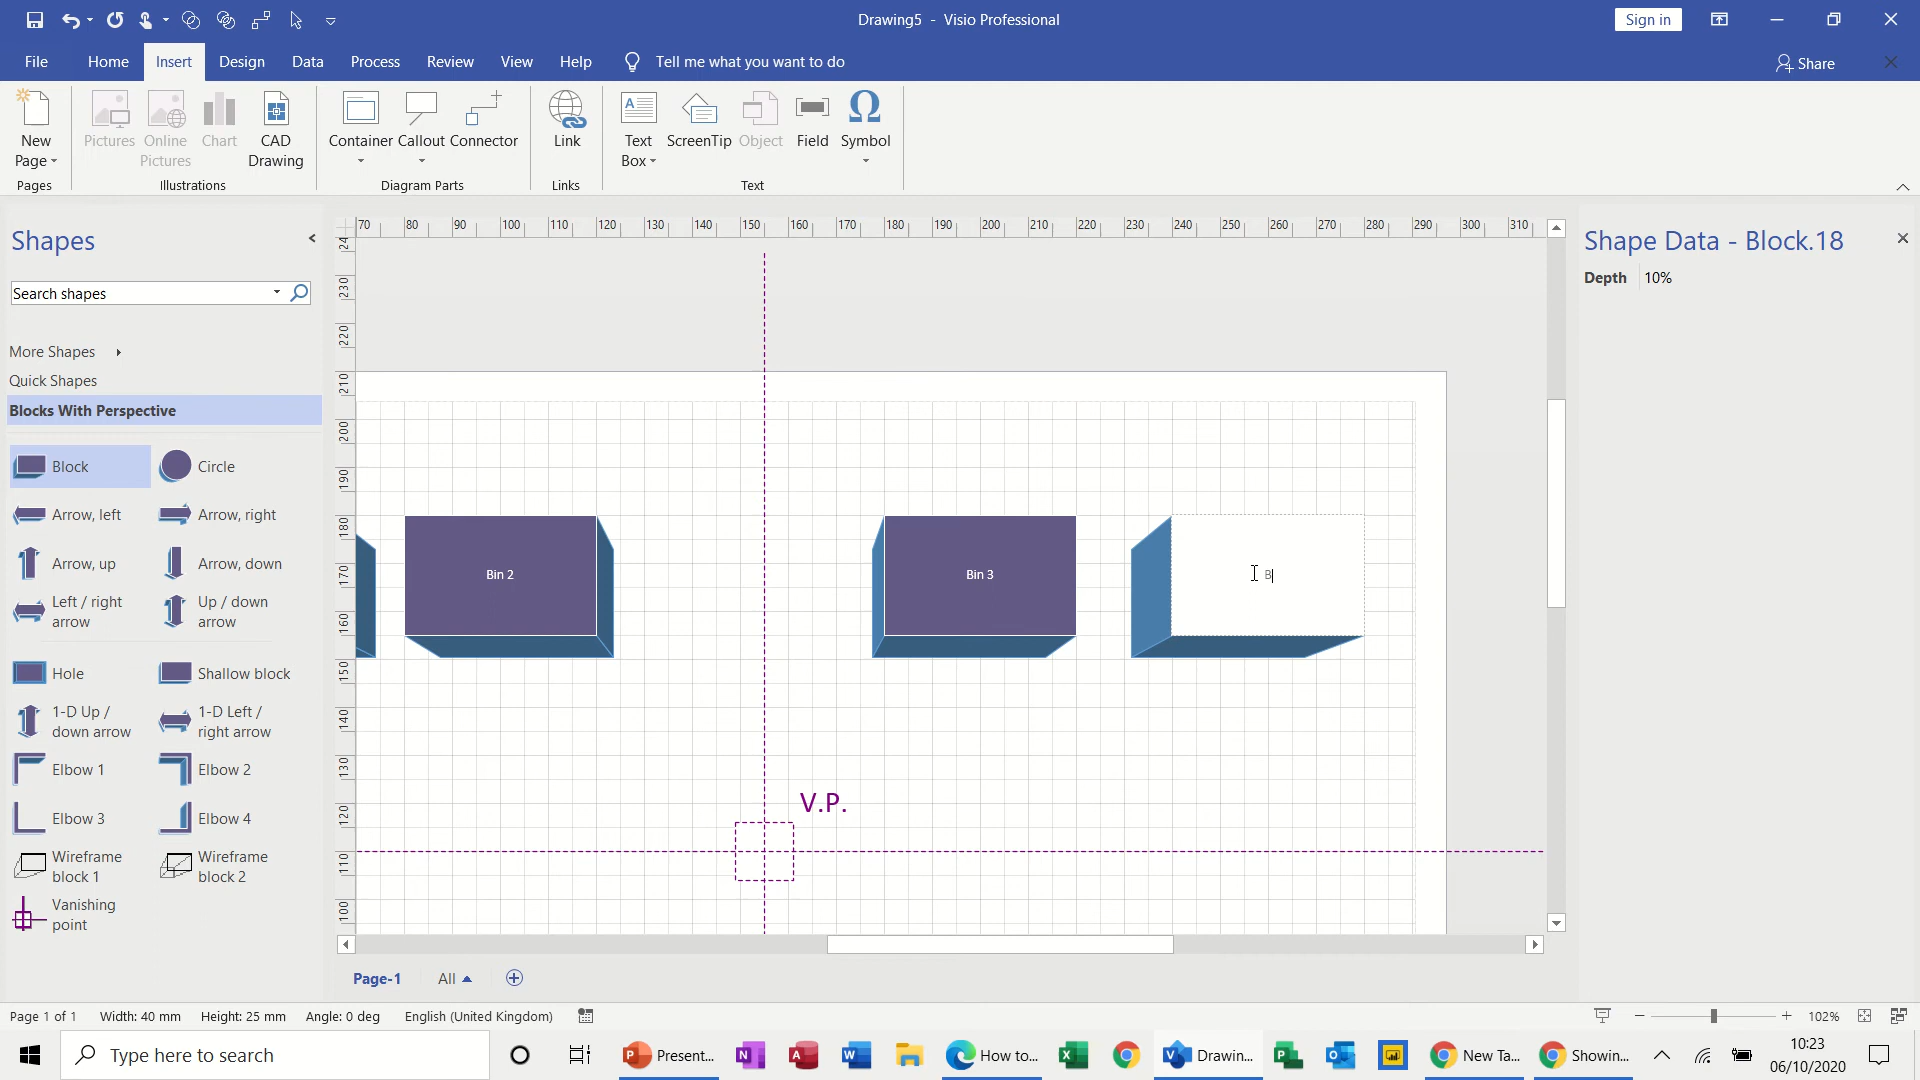 Drawing5 - Visio Professional
Sign in
File Home Insert Design Data Process Review View Help Tell me what you want to do Share
New Page
Pictures
Online Pictures
Chart
CAD Drawing
Container
Callout
Connector
Link
Text Box
ScreenTip
Object
Field
Symbol
Pages Illustrations Diagram Parts Links Text
Shapes
Search shapes
More Shapes
Quick Shapes
Blocks With Perspective
Block Circle
Arrow, left Arrow, right
Arrow, up Arrow, down
Left / right arrow
Up / down arrow
Hole Shallow block
1-D Up / down arrow
1-D Left / right arrow
Elbow 1 Elbow 2
Elbow 3 Elbow 4
Wireframe block 1
Wireframe block 2
Vanishing point
70 80 90 100 110 120 130 140 150 160 170 180 190 200 210 220 230 240 250 260 270 280 290 300 310
24
230
220
210
200
190
180
170
160
150
140
130
120
110
100
Bin 2
Bin 3
B
V.P.
Shape Data - Block.18
Depth 10%
Page-1 All
Page 1 of 1 Width: 40 mm Height: 25 mm Angle: 0 deg English (United Kingdom) 102%
Type here to search
Present...
How to...
Drawin...
New Ta...
Showin...
10:23
06/10/2020